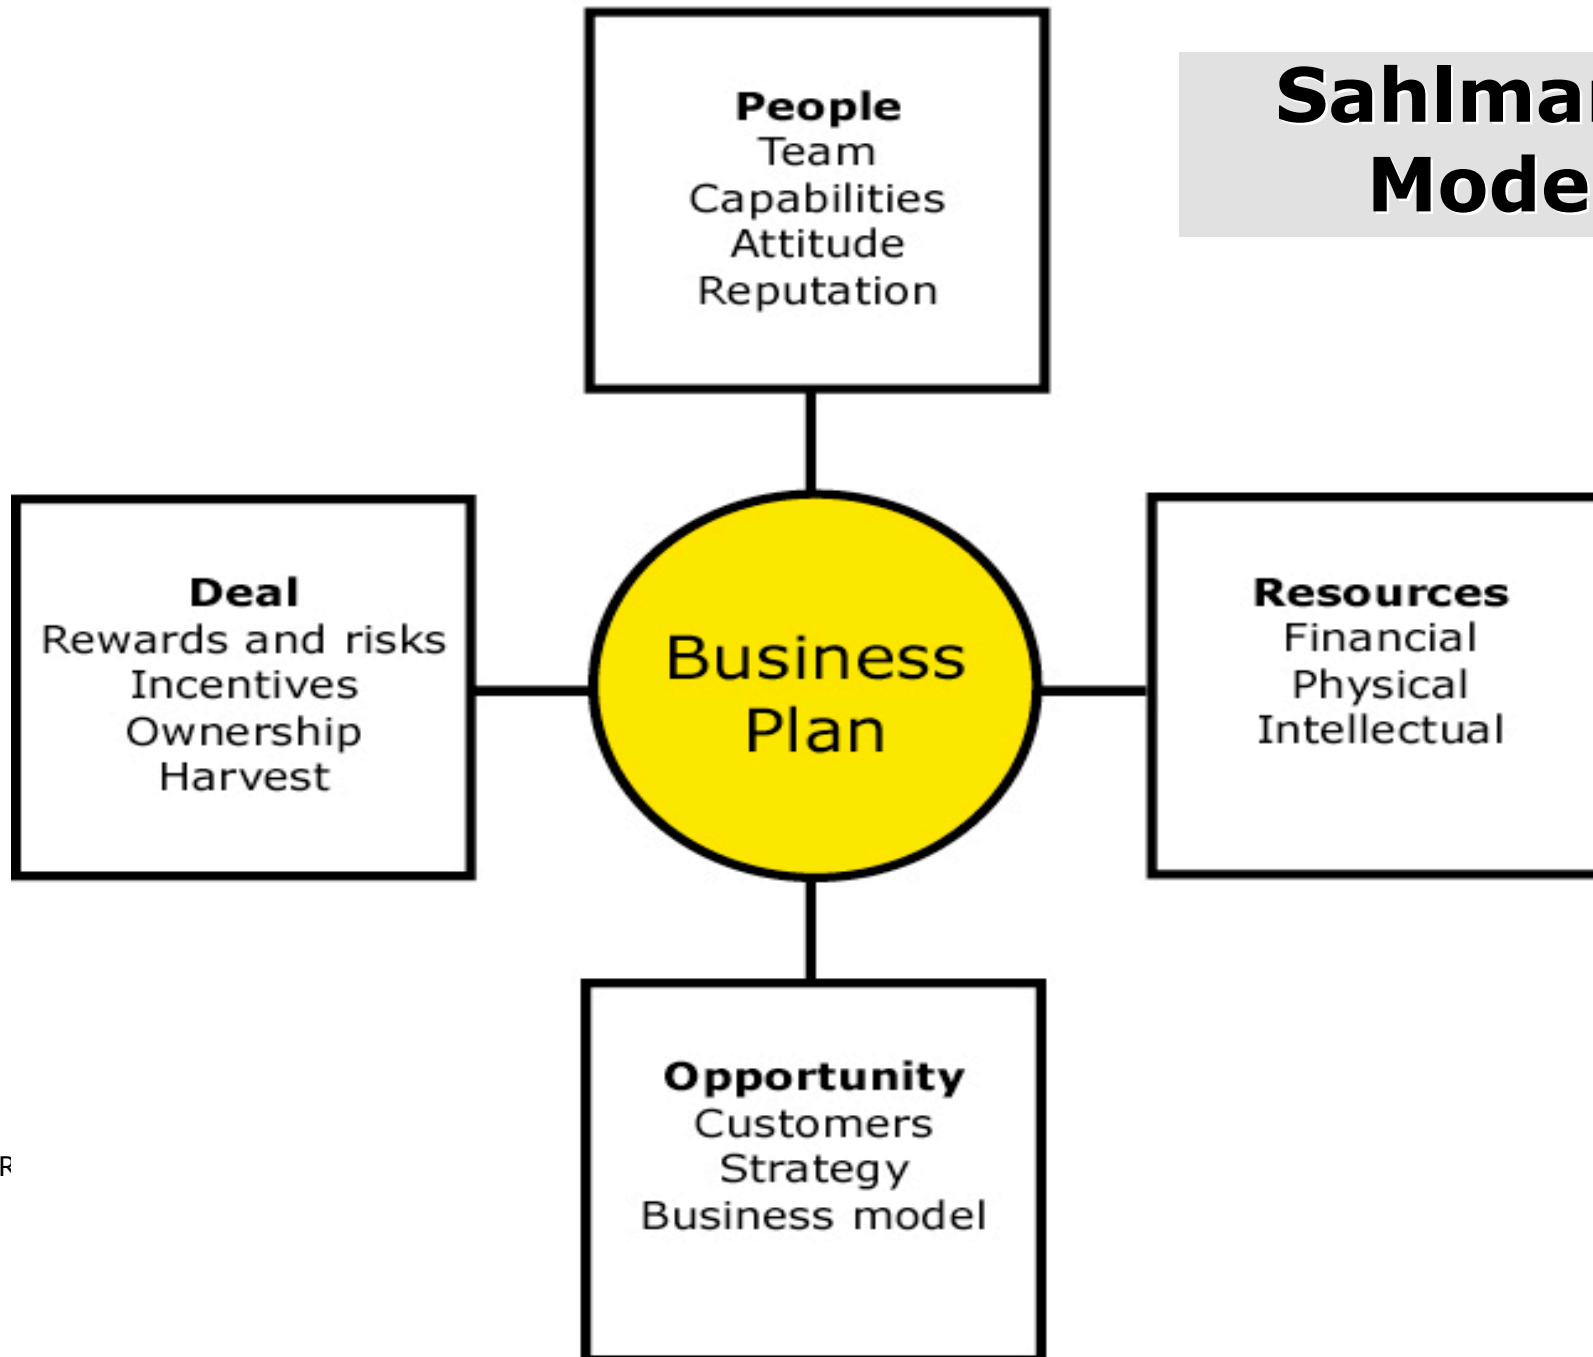 Sahlma
Mode
People
Team
Capabilities
Attitude
Reputation
Deal
Rewards and risks
Incentives
Ownership
Harvest
Business
Plan
Resources
Financial
Physical
Intellectual
Opportunity
Customers
Strategy
Business model
R